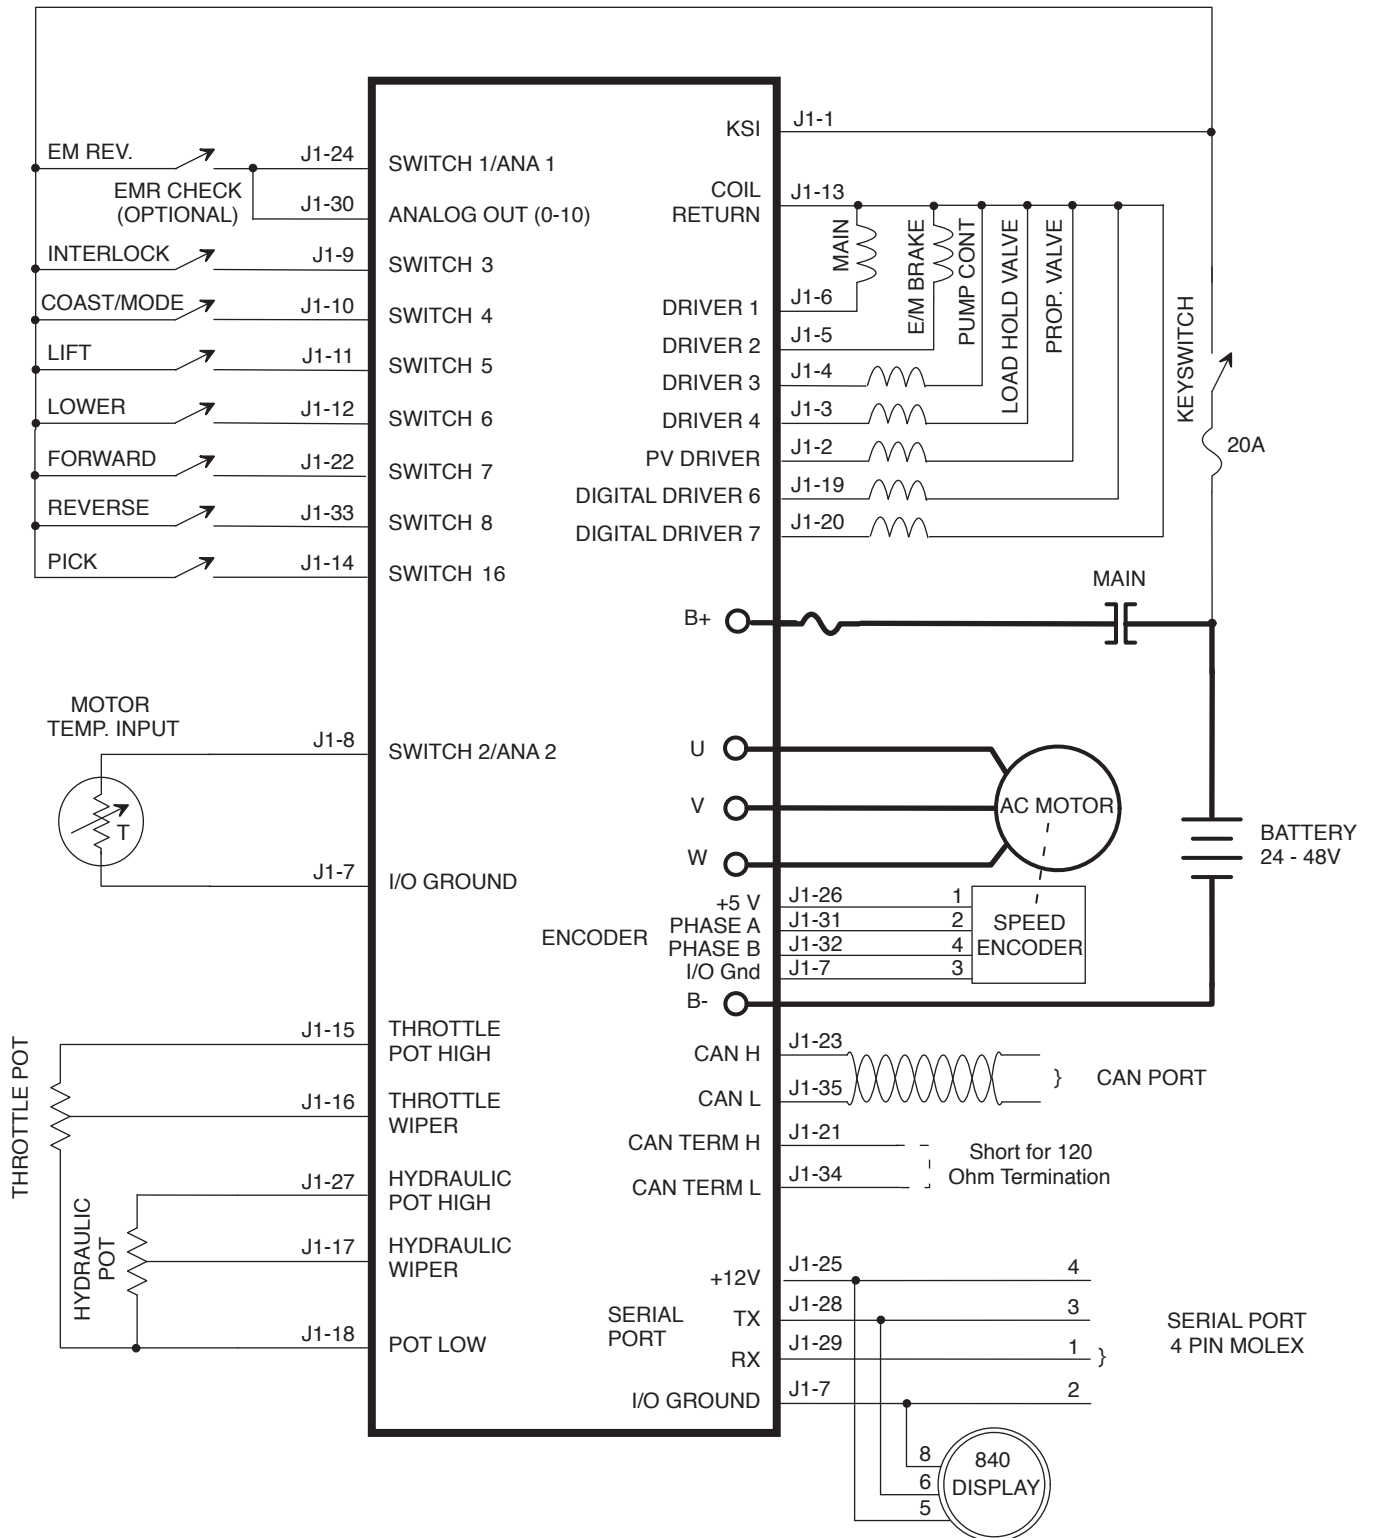 KSI
J1-1
EM REV.
J1-24
SWITCH 1/ANA 1
EMR CHECK
(OPTIONAL)
J1-30
ANALOG OUT (0-10)
INTERLOCK
J1-9
SWITCH 3
COAST/MODE
J1-10
SWITCH 4
LIFT
J1-11
SWITCH 5
LOWER
J1-12
SWITCH 6
FORWARD
J1-22
SWITCH 7
REVERSE
J1-33
SWITCH 8
PICK
J1-14
SWITCH 16
COIL
RETURN
J1-13
MAIN
E/M BRAKE
PUMP CONT
LOAD HOLD VALVE
PROP. VALVE
DRIVER 1
J1-6
DRIVER 2
J1-5
DRIVER 3
J1-4
DRIVER 4
J1-3
PV DRIVER
J1-2
DIGITAL DRIVER 6
J1-19
DIGITAL DRIVER 7
J1-20
KEYSWITCH
20A
B+
MAIN
MOTOR
TEMP. INPUT
T
J1-8
SWITCH 2/ANA 2
J1-7
I/O GROUND
U
V
W
AC MOTOR
BATTERY
24 - 48V
ENCODER
+5 V
J1-26
1
PHASE A
J1-31
2
PHASE B
J1-32
4
I/O Gnd
J1-7
3
SPEED
ENCODER
B-
THROTTLE POT
J1-15
THROTTLE
POT HIGH
J1-16
THROTTLE
WIPER
HYDRAULIC
POT
J1-27
HYDRAULIC
POT HIGH
J1-17
HYDRAULIC
WIPER
J1-18
POT LOW
CAN H
J1-23
CAN L
J1-35
} CAN PORT
CAN TERM H
J1-21
CAN TERM L
J1-34
Short for 120
Ohm Termination
SERIAL
PORT
+12V
J1-25
4
TX
J1-28
3
RX
J1-29
1 }
I/O GROUND
J1-7
2
SERIAL PORT
4 PIN MOLEX
8
6
5
840
DISPLAY